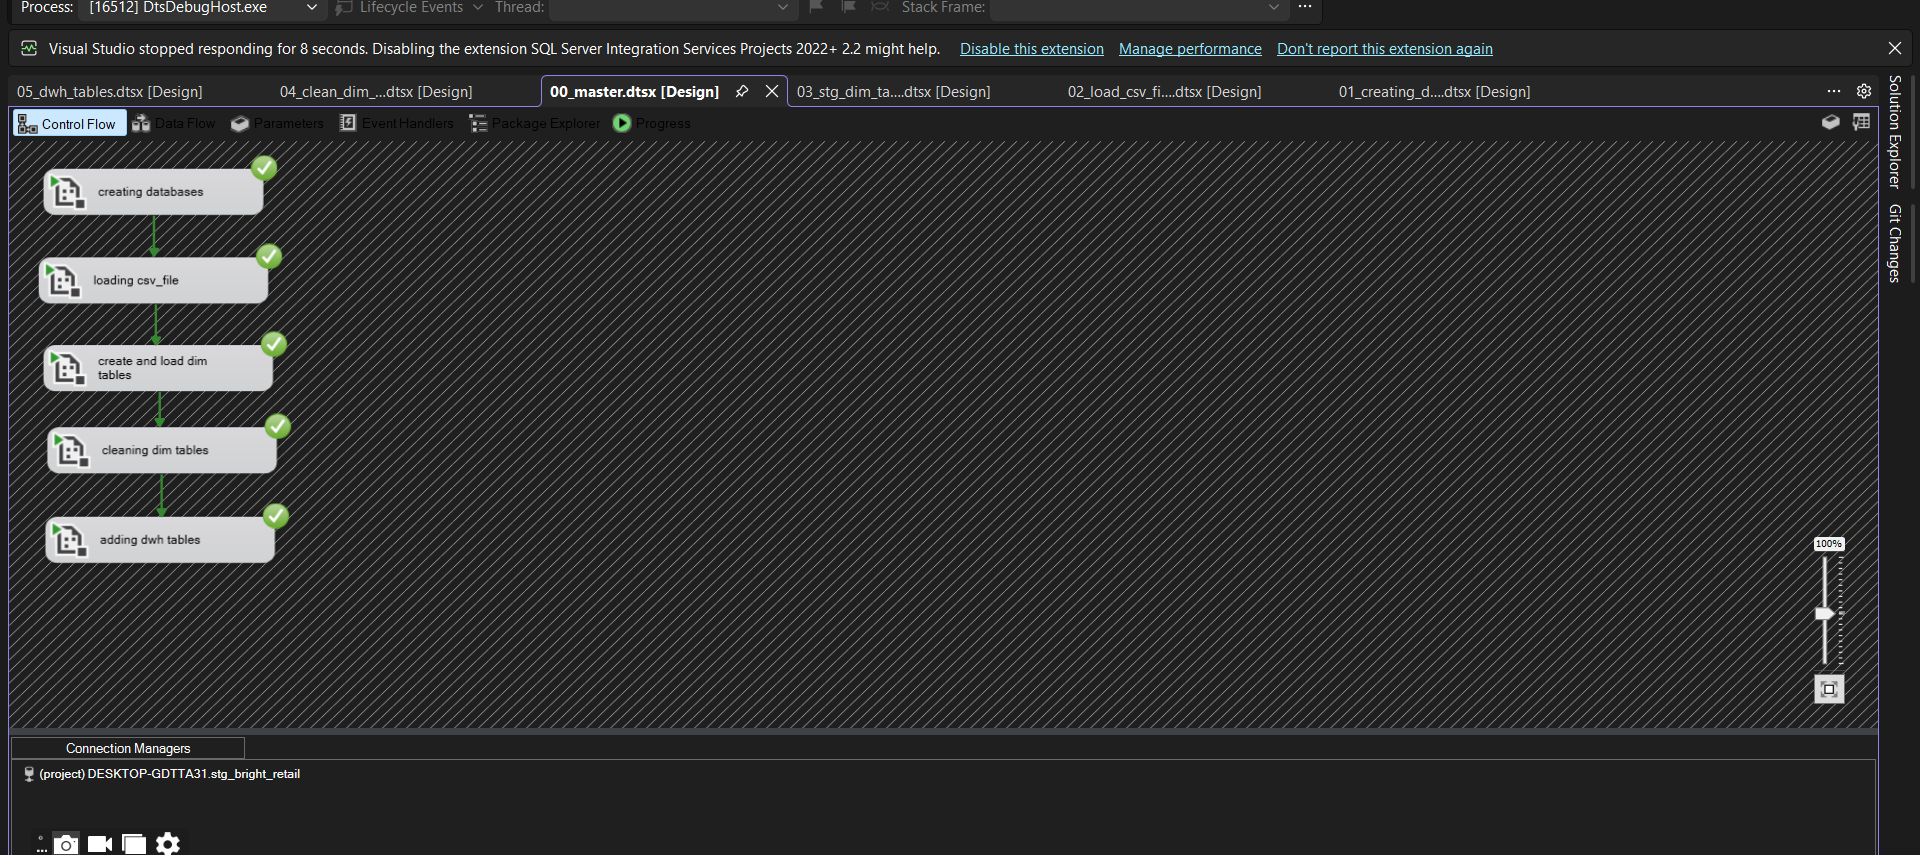 Process: [16512] DtsDebugHost.exe Lifecycle Events Thread: Stack Frame:
Visual Studio stopped responding for 8 seconds. Disabling the extension SQL Server Integration Services Projects 2022+ 2.2 might help. Disable this extension Manage performance Don't report this extension again
05_dwh_tables.dtsx [Design] 04_clean_dim_...dtsx [Design] 00_master.dtsx [Design] 03_stg_dim_ta....dtsx [Design] 02_load_csv_fi....dtsx [Design] 01_creating_d....dtsx [Design]
Control Flow Data Flow Parameters Event Handlers Package Explorer Progress
creating databases
loading csv_file
create and load dim
tables
cleaning dim tables
adding dwh tables
100%
Connection Managers
(project) DESKTOP-GDTTA31.stg_bright_retail
Solution Explorer
Git Changes